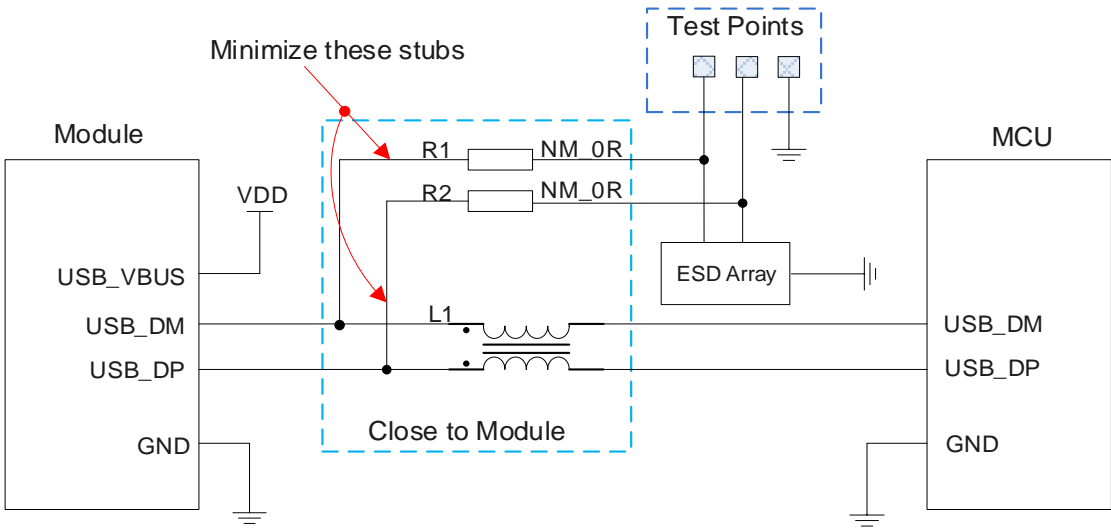 Test Points
Minimize these stubs
Module
MCU
R1
NM_0R
R2
NM_0R
VDD
USB_VBUS
ESD Array
USB_DM
L1
USB_DM
USB_DP
USB_DP
Close to Module
GND
GND